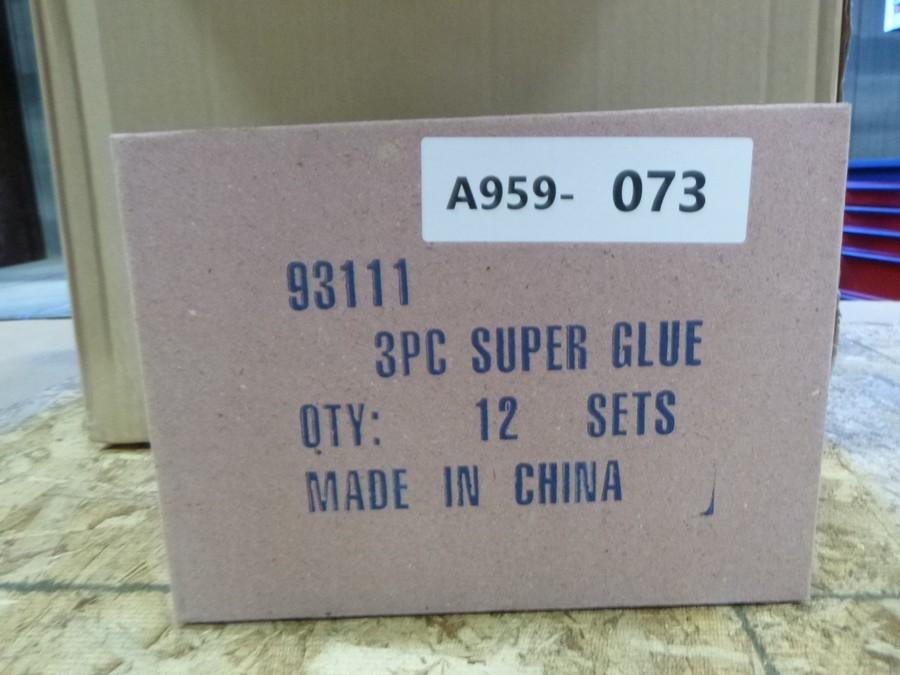 A959- 073
93111
3PC SUPER GLUE
QTY: 12 SETS
MADE IN CHINA